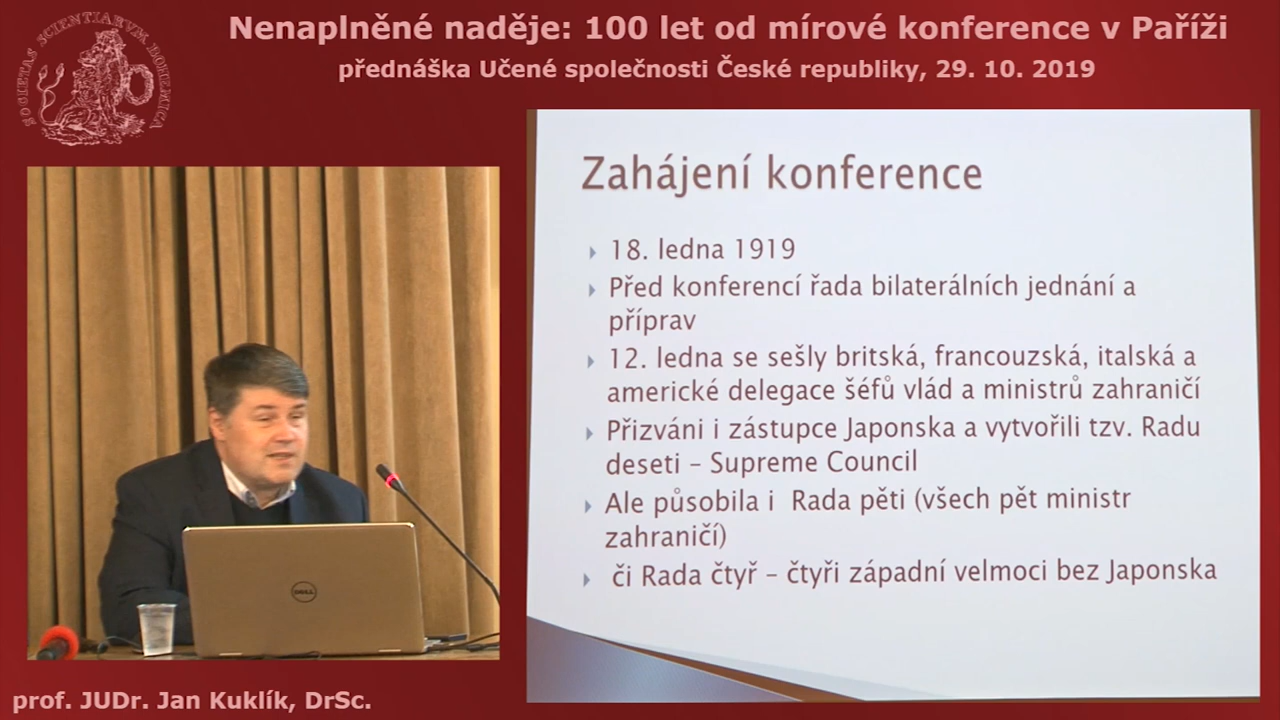 Nenaplněné naděje: 100 let od mírové konference v Paříži
přednáška Učené společnosti České republiky, 29. 10. 2019
SOCIETAS SCIENTIARVM BOHEMICA
Zahájení konference
18. ledna 1919
Před konferencí řada bilaterálních jednání a
příprav
12. ledna se sešly britská, francouzská, italská a
americké delegace šéfů vlád a ministrů zahraničí
Přizváni i zástupce Japonska a vytvořili tzv. Radu
deseti – Supreme Council
Ale působila i Rada pěti (všech pět ministr
zahraničí)
či Rada čtyř – čtyři západní velmoci bez Japonska
DELL
prof. JUDr. Jan Kuklík, DrSc.